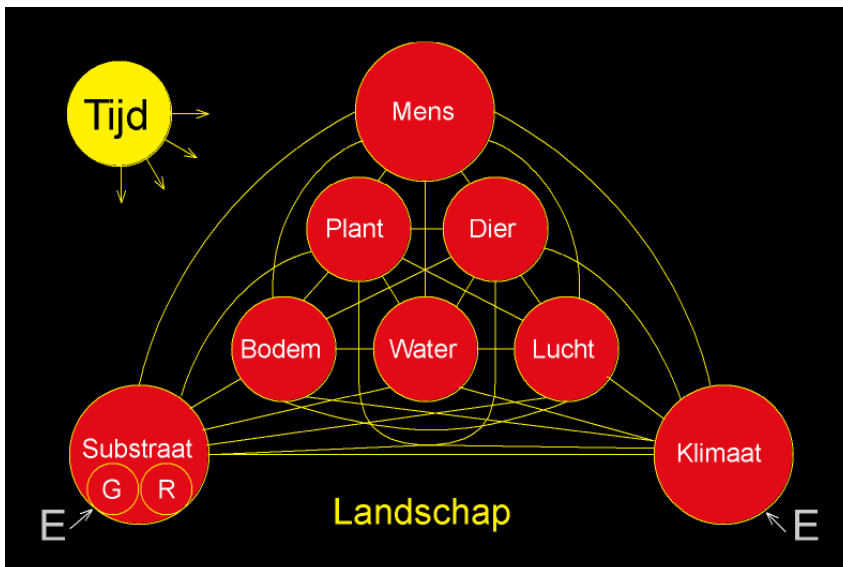 Tijd
Mens
Plant
Dier
Bodem
Water
Lucht
Substraat
G
R
Klimaat
E
Landschap
E